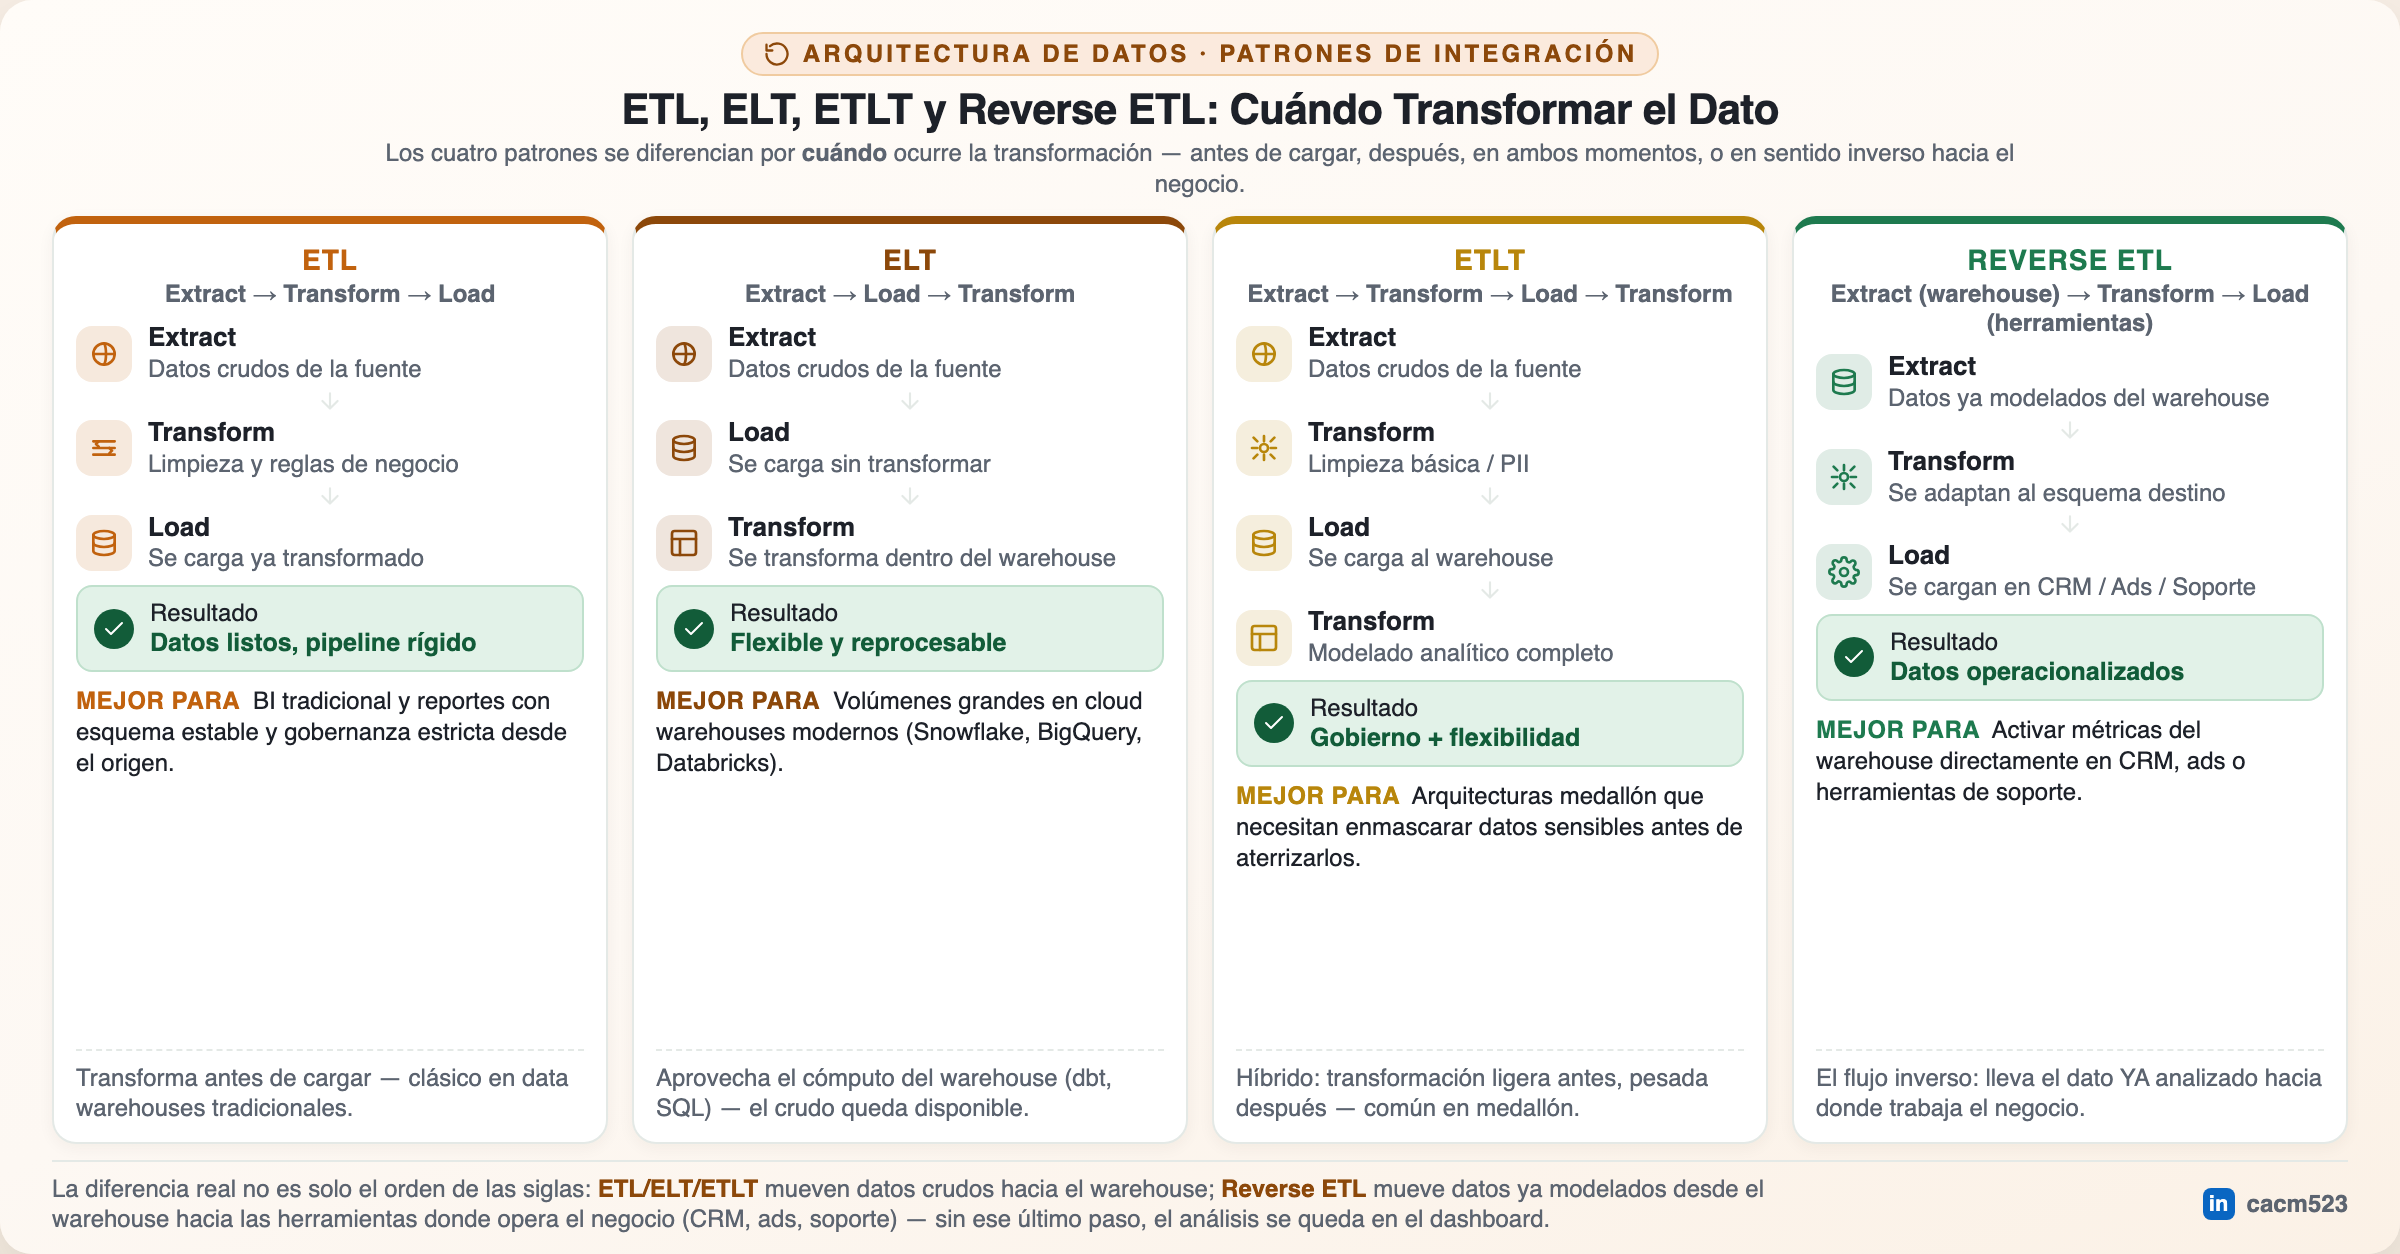 ARQUITECTURA DE DATOS · PATRONES DE INTEGRACIÓN
ETL, ELT, ETLT y Reverse ETL: Cuándo Transformar el Dato
Los cuatro patrones se diferencian por cuándo ocurre la transformación — antes de cargar, después, en ambos momentos, o en sentido inverso hacia el
negocio.
ETL
Extract → Transform → Load
Extract
Datos crudos de la fuente
↓
Transform
Limpieza y reglas de negocio
↓
Load
Se carga ya transformado
Resultado
Datos listos, pipeline rígido
MEJOR PARA BI tradicional y reportes con
esquema estable y gobernanza estricta desde
el origen.
Transforma antes de cargar — clásico en data
warehouses tradicionales.
ELT
Extract → Load → Transform
Extract
Datos crudos de la fuente
↓
Load
Se carga sin transformar
↓
Transform
Se transforma dentro del warehouse
Resultado
Flexible y reprocesable
MEJOR PARA Volúmenes grandes en cloud
warehouses modernos (Snowflake, BigQuery,
Databricks).
Aprovecha el cómputo del warehouse (dbt,
SQL) — el crudo queda disponible.
ETLT
Extract → Transform → Load → Transform
Extract
Datos crudos de la fuente
↓
Transform
Limpieza básica / PII
↓
Load
Se carga al warehouse
↓
Transform
Modelado analítico completo
Resultado
Gobierno + flexibilidad
MEJOR PARA Arquitecturas medallón que
necesitan enmascarar datos sensibles antes de
aterrizarlos.
Híbrido: transformación ligera antes, pesada
después — común en medallón.
REVERSE ETL
Extract (warehouse) → Transform → Load
(herramientas)
Extract
Datos ya modelados del warehouse
↓
Transform
Se adaptan al esquema destino
↓
Load
Se cargan en CRM / Ads / Soporte
Resultado
Datos operacionalizados
MEJOR PARA Activar métricas del
warehouse directamente en CRM, ads o
herramientas de soporte.
El flujo inverso: lleva el dato YA analizado hacia
donde trabaja el negocio.
La diferencia real no es solo el orden de las siglas: ETL/ELT/ETLT mueven datos crudos hacia el warehouse; Reverse ETL mueve datos ya modelados desde el
warehouse hacia las herramientas donde opera el negocio (CRM, ads, soporte) — sin ese último paso, el análisis se queda en el dashboard.
in cacm523